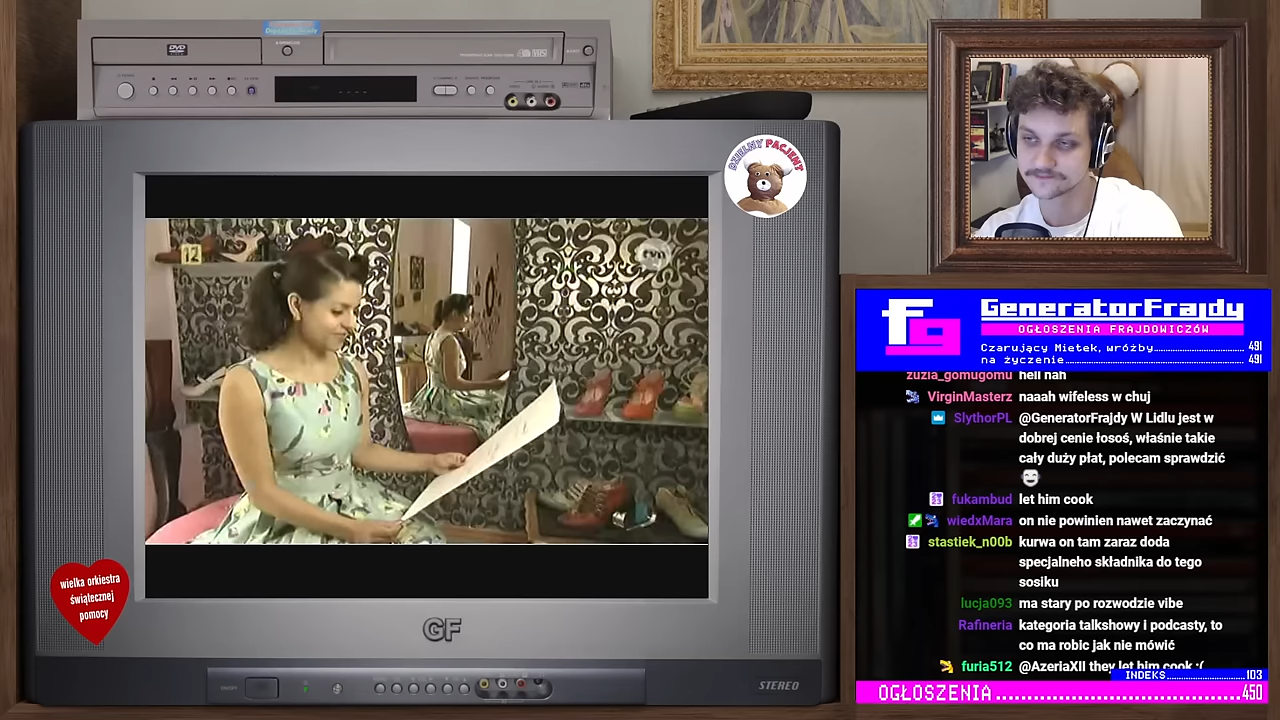 DVD
VHS
DZIELNY PACJENT
12
tvn
wielka orkiestra
świątecznej
pomocy
GF
STEREO
fg
GeneratorFrajdy
OGŁOSZENIA FRAJDOWICZÓW
Czarujący Mietek, wróżby 491
na życzenie 491
zuzia_gomugomu hell nah
VirginMasterz naaah wifeless w chuj
SlythorPL @GeneratorFrajdy W Lidlu jest w
dobrej cenie łosoś, właśnie takie
cały duży płat, polecam sprawdzić
fukambud let him cook
wiedxMara on nie powinien nawet zaczynać
stastiek_n00b kurwa on tam zaraz doda
specjalneho składnika do tego
sosiku
lucja093 ma stary po rozwodzie vibe
Rafineria kategoria talkshowy i podcasty, to
co ma robic jak nie mówić
furia512 @AzeriaXII they let him cook :(
INDEKS 103
OGŁOSZENIA 450